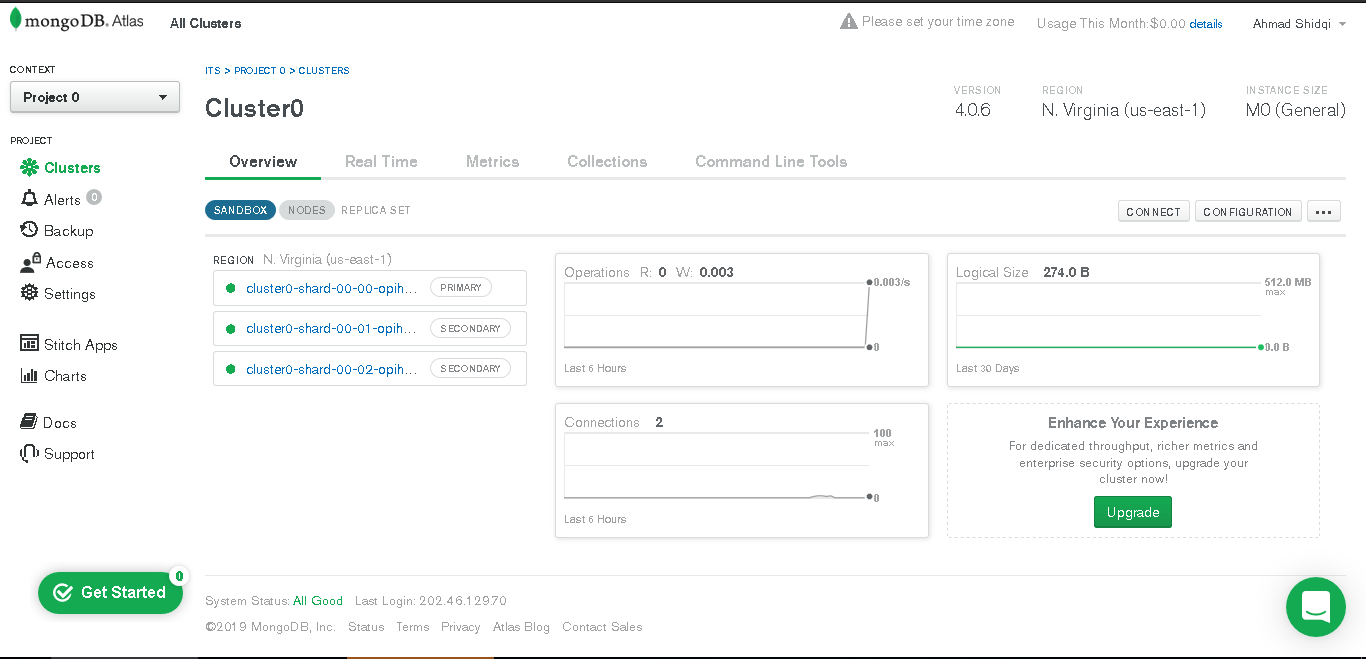 mongoDB. Atlas All Clusters Please set your time zone Usage This Month:$0.00 details Ahmad Shidqi
CONTEXT
Project 0
PROJECT
Clusters
Alerts 0
Backup
Access
Settings
Stitch Apps
Charts
Docs
Support
Get Started 0
ITS > PROJECT 0 > CLUSTERS
Cluster0
VERSION
4.0.6
REGION
N. Virginia (us-east-1)
INSTANCE SIZE
M0 (General)
Overview Real Time Metrics Collections Command Line Tools
SANDBOX NODES REPLICA SET
CONNECT CONFIGURATION ...
REGION N. Virginia (us-east-1)
cluster0-shard-00-00-opih... PRIMARY
cluster0-shard-00-01-opih... SECONDARY
cluster0-shard-00-02-opih... SECONDARY
Operations R: 0 W: 0.003
0.003/s
0
Last 6 Hours
Logical Size 274.0 B
512.0 MB
max
0.0 B
Last 30 Days
Connections 2
100
max
0
Last 6 Hours
Enhance Your Experience
For dedicated throughput, richer metrics and
enterprise security options, upgrade your
cluster now!
Upgrade
System Status: All Good Last Login: 202.46.129.70
©2019 MongoDB, Inc. Status Terms Privacy Atlas Blog Contact Sales